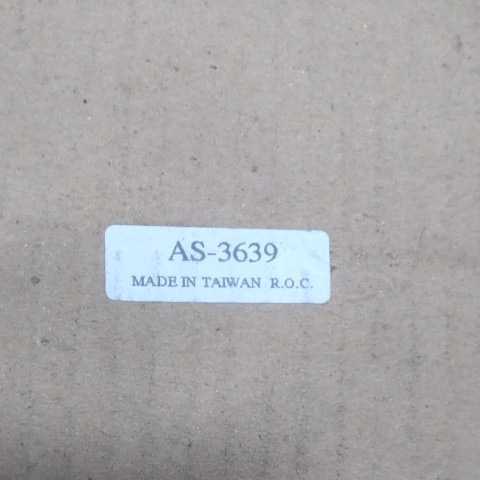 AS-3639
MADE IN TAIWAN R.O.C.